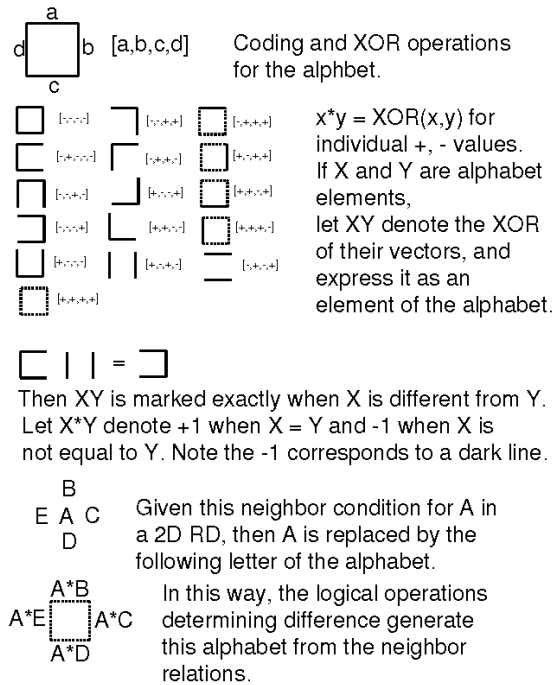 a
d b [a,b,c,d]
c
Coding and XOR operations
for the alphbet.
[-,-,-,-] [-,-,+,+] [-,+,+,+]
[-,+,-,-] [-,+,+,-] [+,-,+,+]
[-,-,+,-] [+,-,-,+] [+,+,-,+]
[-,-,-,+] [+,+,-,-] [+,+,+,-]
[+,-,-,-] [+,-,+,-] [-,+,-,+]
[+,+,+,+]
x*y = XOR(x,y) for
individual +, - values.
If X and Y are alphabet
elements,
let XY denote the XOR
of their vectors, and
express it as an
element of the alphabet.
=
Then XY is marked exactly when X is different from Y.
Let X*Y denote +1 when X = Y and -1 when X is
not equal to Y. Note the -1 corresponds to a dark line.
B
E A C
D
Given this neighbor condition for A in
a 2D RD, then A is replaced by the
following letter of the alphabet.
A*B
A*E A*C
A*D
In this way, the logical operations
determining difference generate
this alphabet from the neighbor
relations.